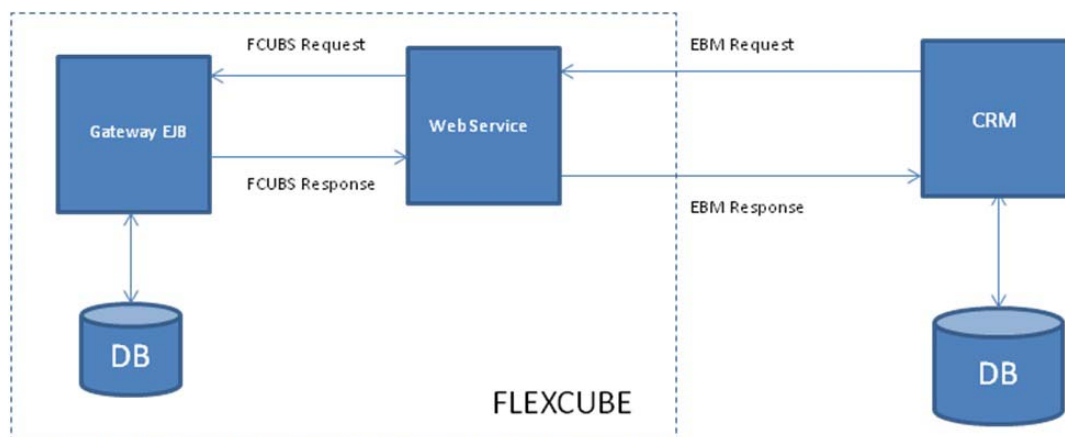 FCUBS Request
EBM Request
Gateway EJB
WebService
CRM
FCUBS Response
EBM Response
DB
DB
FLEXCUBE